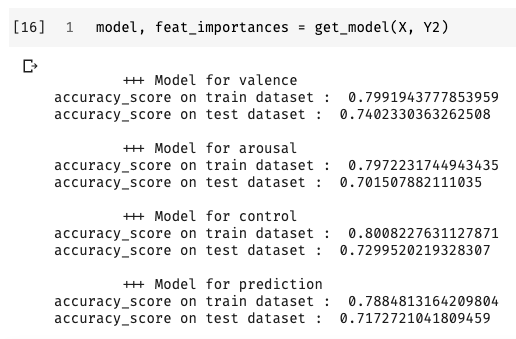 [16] 1 model, feat_importances = get_model(X, Y2)
+++ Model for valence
accuracy_score on train dataset : 0.7991943777853959
accuracy_score on test dataset : 0.7402330363262508
+++ Model for arousal
accuracy_score on train dataset : 0.7972231744943435
accuracy_score on test dataset : 0.701507882111035
+++ Model for control
accuracy_score on train dataset : 0.8008227631127871
accuracy_score on test dataset : 0.7299520219328307
+++ Model for prediction
accuracy_score on train dataset : 0.7884813164209804
accuracy_score on test dataset : 0.7172721041809459